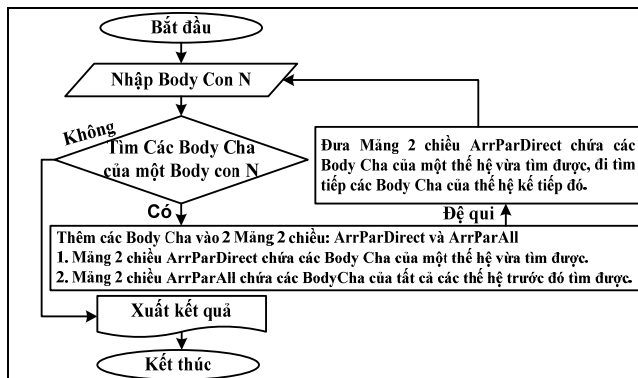 Bắt đầu
Nhập Body Con N
Không
Tìm Các Body Cha
của một Body con N
Có
Đưa Mảng 2 chiều ArrParDirect chứa các
Body Cha của một thế hệ vừa tìm được, đi tìm
tiếp các Body Cha của thế hệ kế tiếp đó.
Đệ qui
Thêm các Body Cha vào 2 Mảng 2 chiều: ArrParDirect và ArrParAll
1. Mảng 2 chiều ArrParDirect chứa các Body Cha của một thế hệ vừa tìm được.
2. Mảng 2 chiều ArrParAll chứa các BodyCha của tất cả các thế hệ trước đó tìm được.
Xuất kết quả
Kết thúc